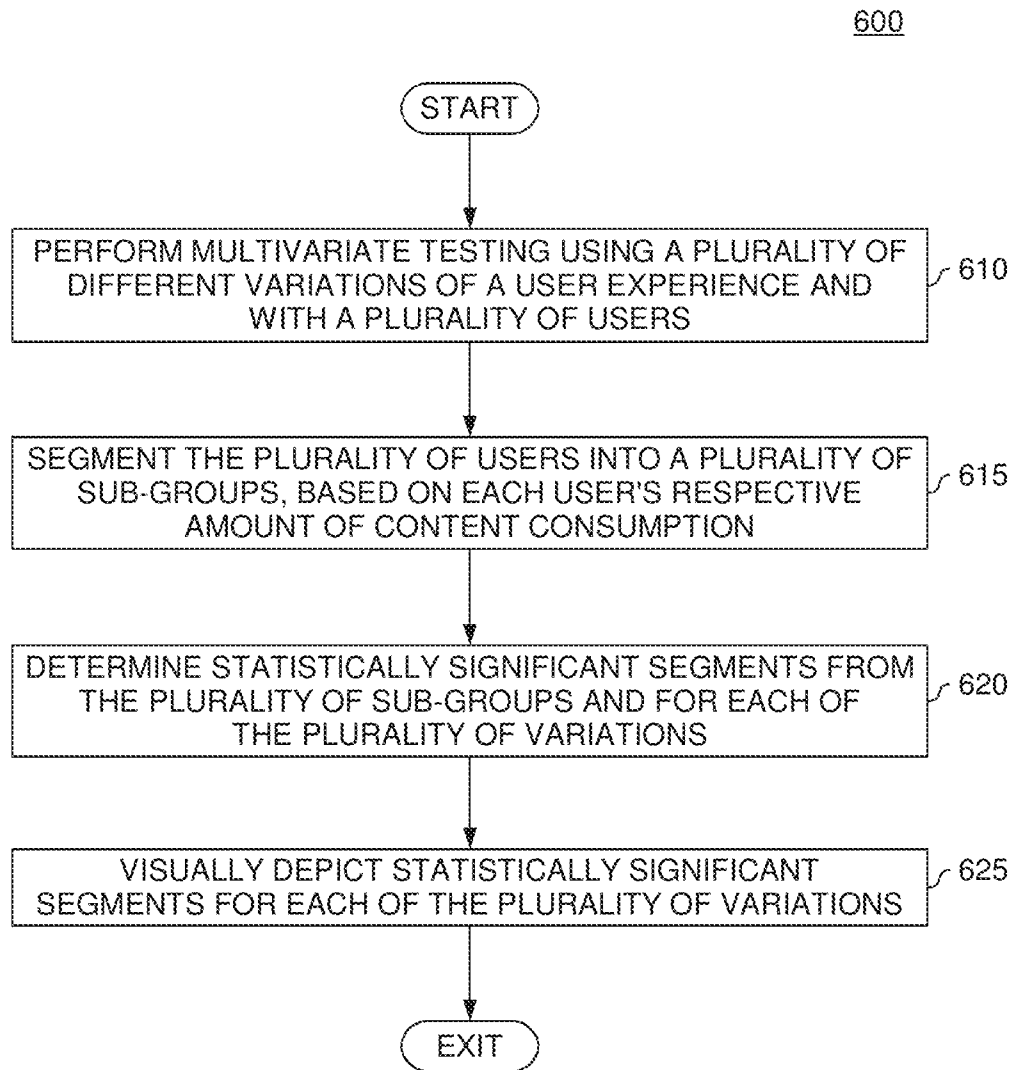 600
START
PERFORM MULTIVARIATE TESTING USING A PLURALITY OF
DIFFERENT VARIATIONS OF A USER EXPERIENCE AND
WITH A PLURALITY OF USERS
610
SEGMENT THE PLURALITY OF USERS INTO A PLURALITY OF
SUB-GROUPS, BASED ON EACH USER'S RESPECTIVE
AMOUNT OF CONTENT CONSUMPTION
615
DETERMINE STATISTICALLY SIGNIFICANT SEGMENTS FROM
THE PLURALITY OF SUB-GROUPS AND FOR EACH OF
THE PLURALITY OF VARIATIONS
620
VISUALLY DEPICT STATISTICALLY SIGNIFICANT
SEGMENTS FOR EACH OF THE PLURALITY OF VARIATIONS
625
EXIT